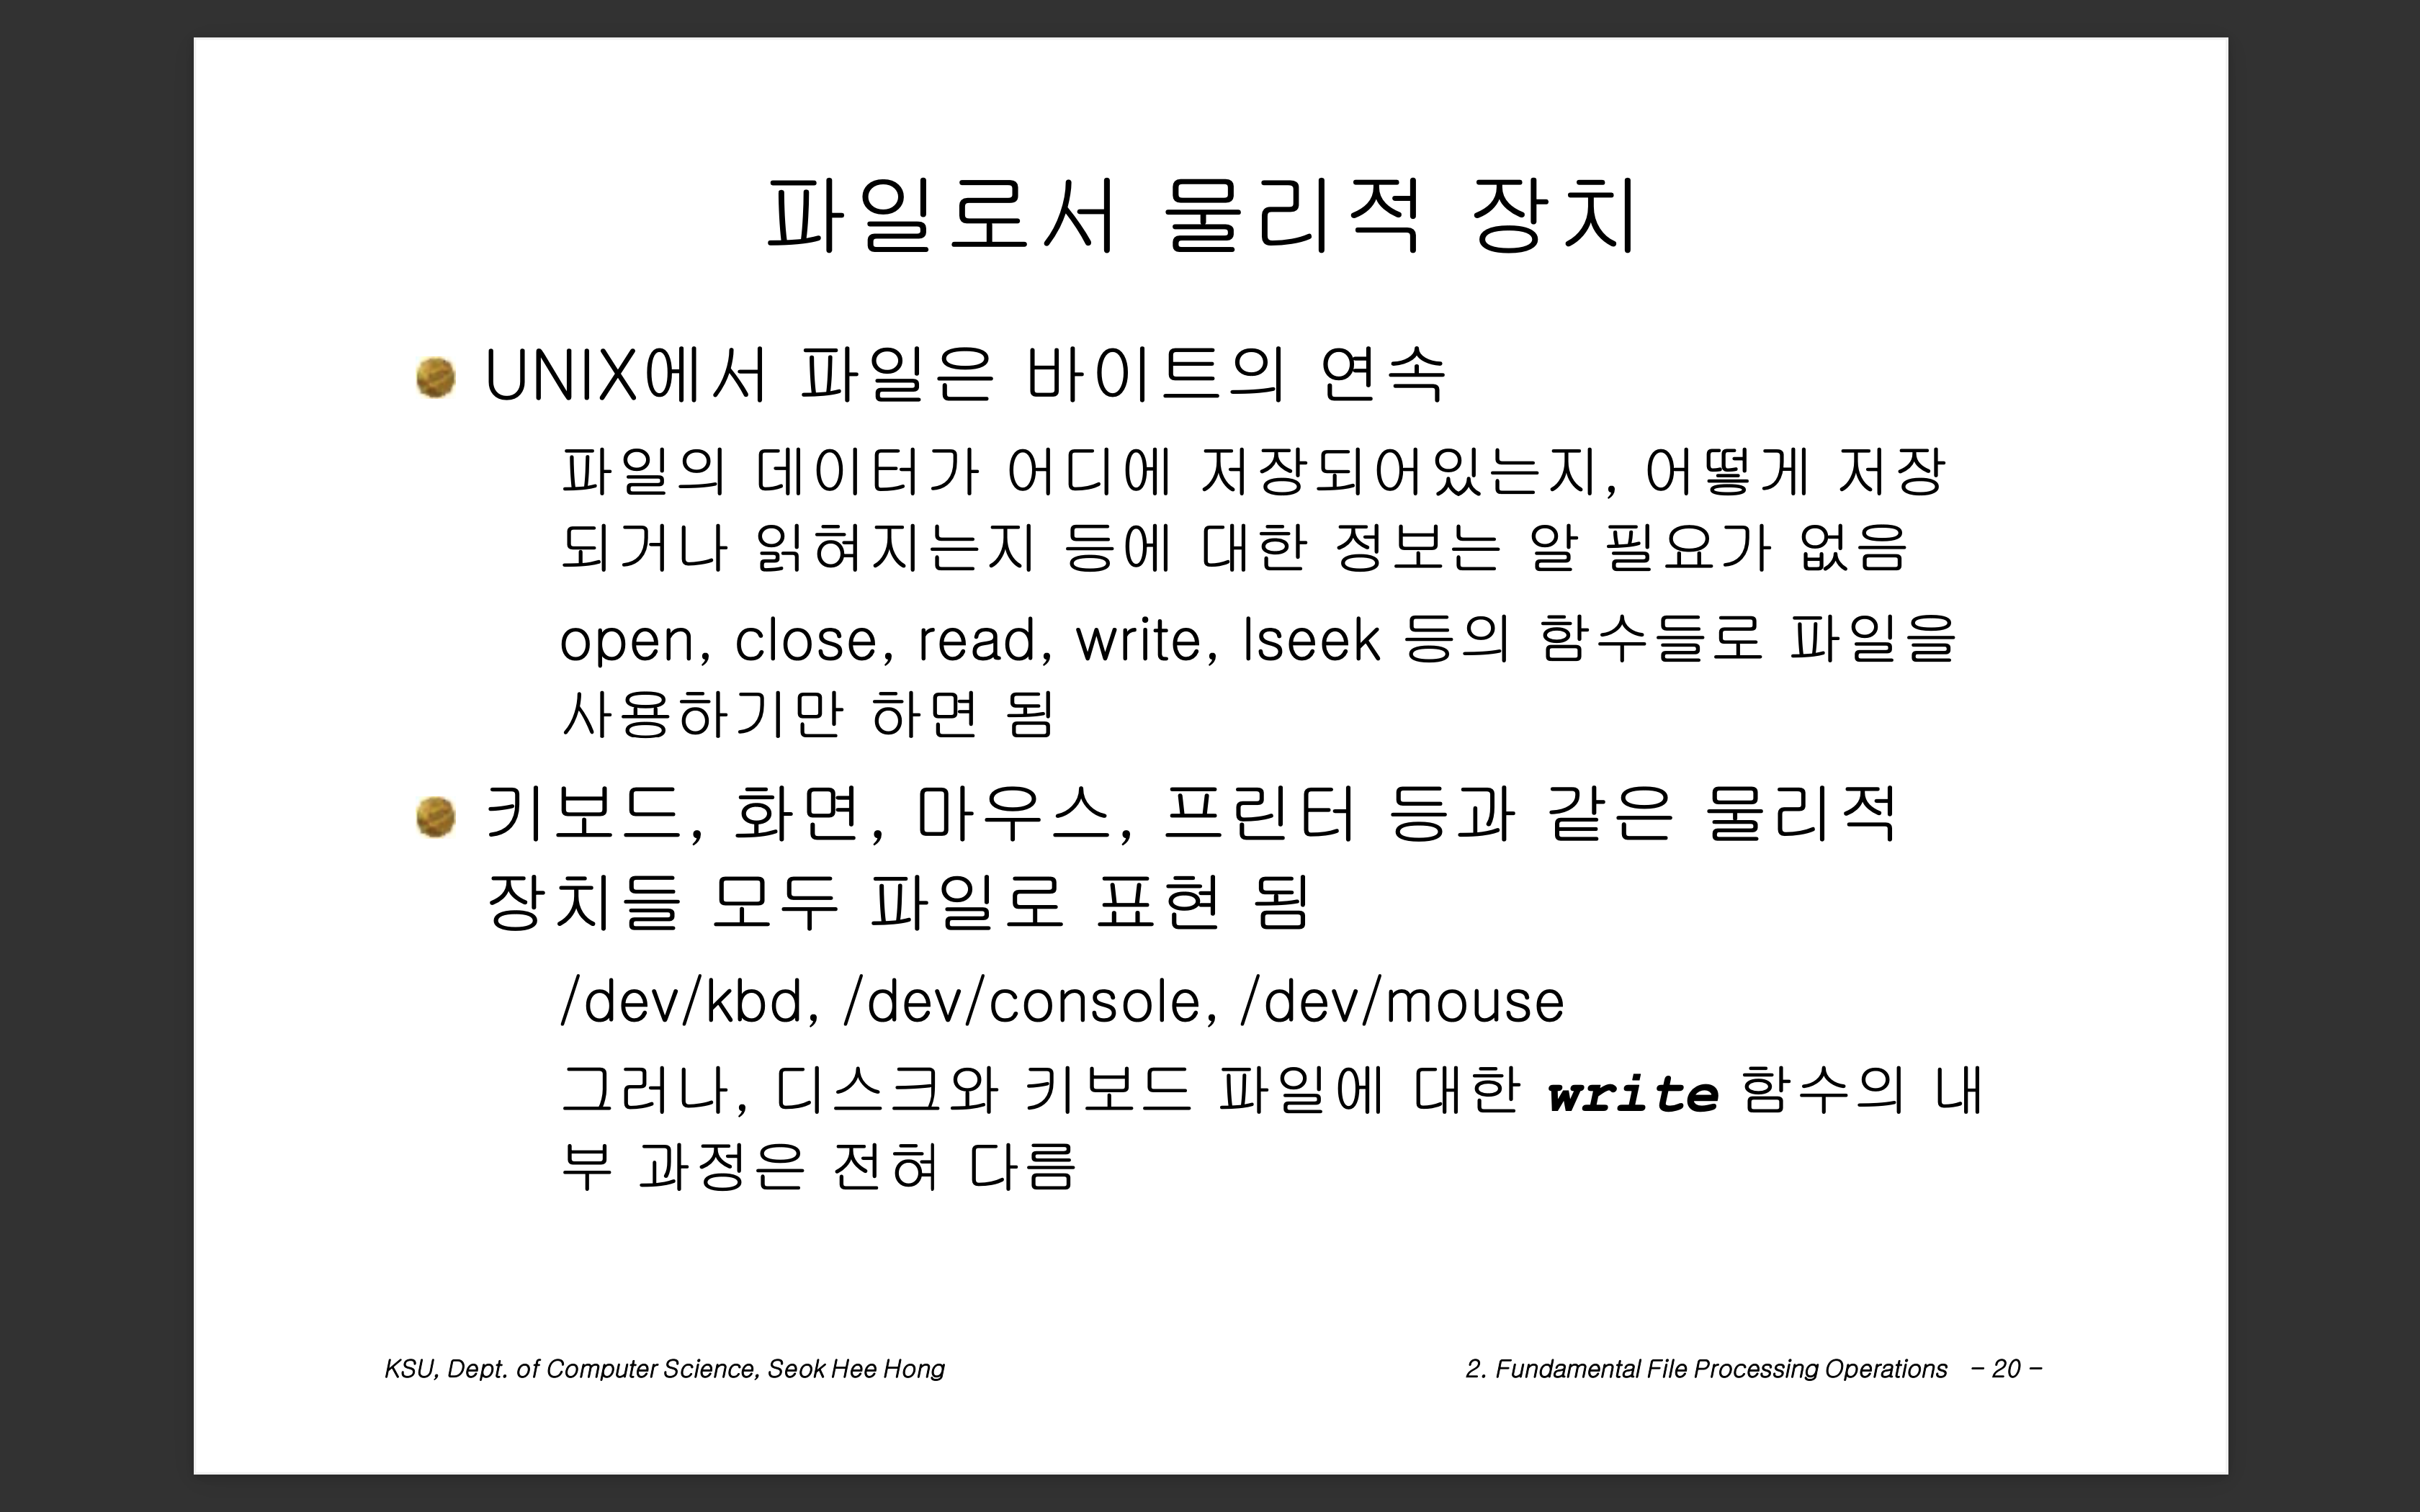 파일로서 물리적 장치
UNIX에서 파일은 바이트의 연속
파일의 데이터가 어디에 저장되어있는지, 어떻게 저장
되거나 읽혀지는지 등에 대한 정보는 알 필요가 없음
open, close, read, write, lseek 등의 함수들로 파일을
사용하기만 하면 됨
키보드, 화면, 마우스, 프린터 등과 같은 물리적
장치들 모두 파일로 표현 됨
/dev/kbd, /dev/console, /dev/mouse
그러나, 디스크와 키보드 파일에 대한 write 함수의 내
부 과정은 전혀 다름
KSU, Dept. of Computer Science, Seok Hee Hong
2. Fundamental File Processing Operations - 20 -